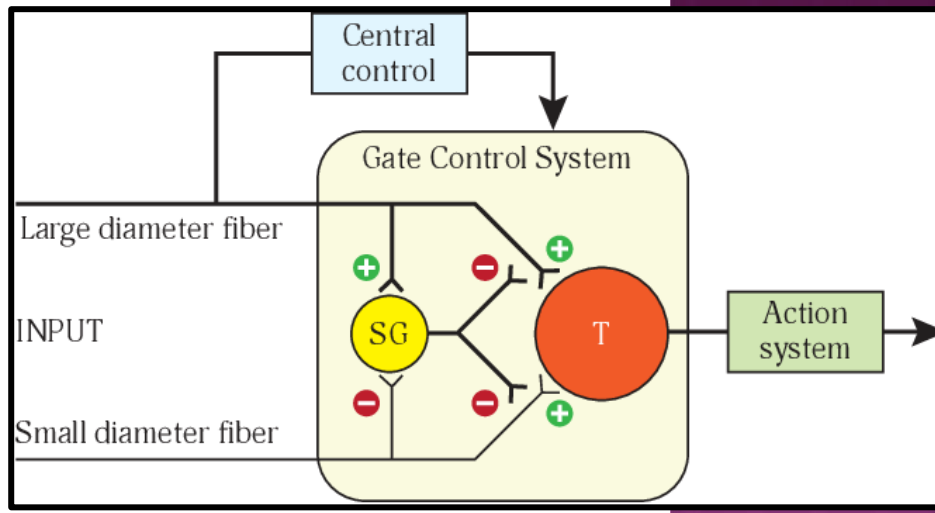 Central
control
Gate Control System
Large diameter fiber
+
−
+
INPUT
SG
T
Action
system
−
−
+
Small diameter fiber